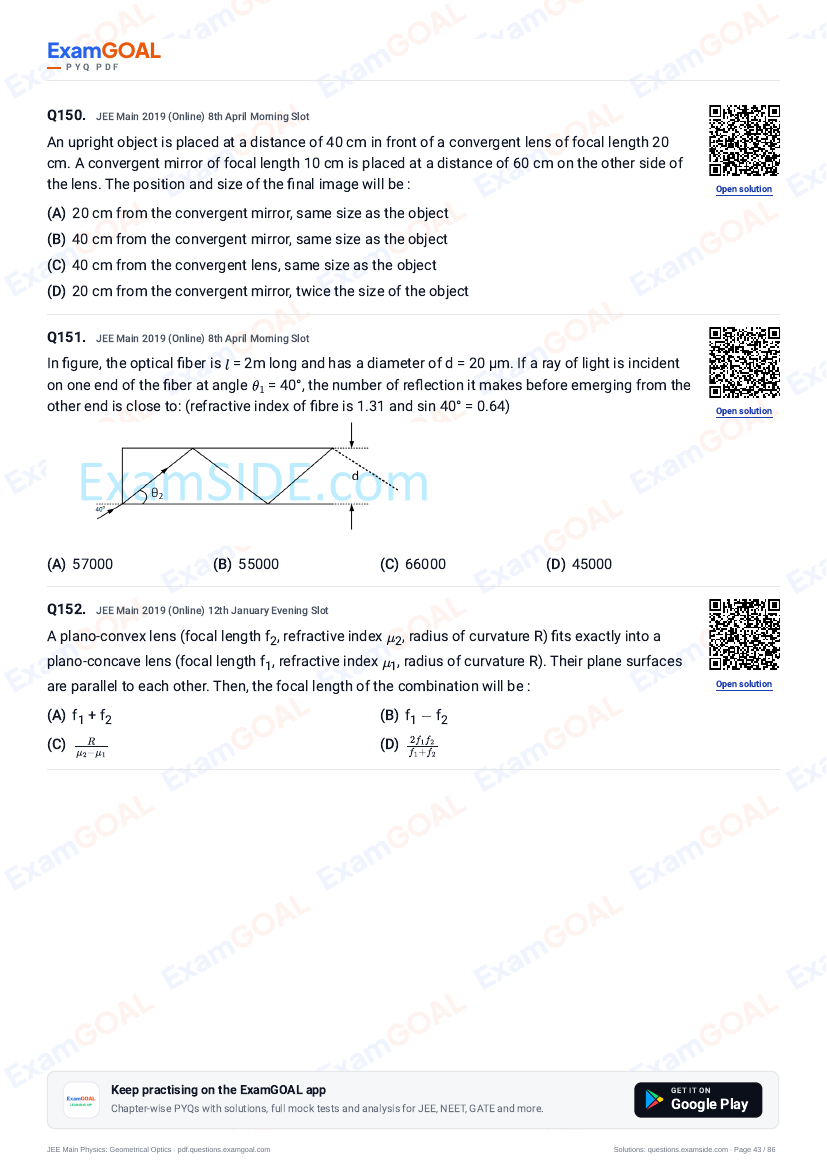 ExamGOAL
PYQ PDF
Q150. JEE Main 2019 (Online) 8th April Morning Slot
An upright object is placed at a distance of 40 cm in front of a convergent lens of focal length 20
cm. A convergent mirror of focal length 10 cm is placed at a distance of 60 cm on the other side of
the lens. The position and size of the final image will be :
Open solution
(A) 20 cm from the convergent mirror, same size as the object
(B) 40 cm from the convergent mirror, same size as the object
(C) 40 cm from the convergent lens, same size as the object
(D) 20 cm from the convergent mirror, twice the size of the object
Q151. JEE Main 2019 (Online) 8th April Morning Slot
In figure, the optical fiber is l = 2m long and has a diameter of d = 20 μm. If a ray of light is incident
on one end of the fiber at angle θ₁ = 40°, the number of reflection it makes before emerging from the
other end is close to: (refractive index of fibre is 1.31 and sin 40° = 0.64)
Open solution
ExamSIDE.com
d
θ₂
40°
(A) 57000 (B) 55000 (C) 66000 (D) 45000
Q152. JEE Main 2019 (Online) 12th January Evening Slot
A plano-convex lens (focal length f₂, refractive index μ₂, radius of curvature R) fits exactly into a
plano-concave lens (focal length f₁, refractive index μ₁, radius of curvature R). Their plane surfaces
are parallel to each other. Then, the focal length of the combination will be :
Open solution
(A) f₁ + f₂ (B) f₁ − f₂
(C) R/(μ₂−μ₁) (D) 2f₁f₂/(f₁+f₂)
Keep practising on the ExamGOAL app
Chapter-wise PYQs with solutions, full mock tests and analysis for JEE, NEET, GATE and more.
GET IT ON
Google Play
JEE Main Physics: Geometrical Optics · pdf.questions.examgoal.com Solutions: questions.examside.com · Page 43 / 86